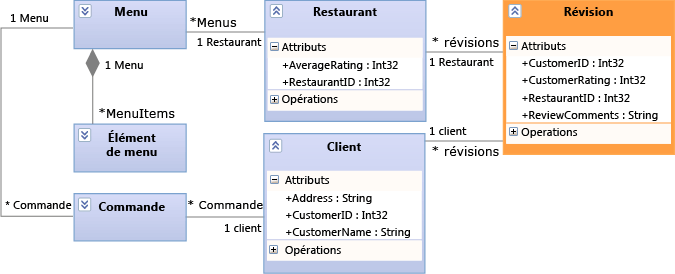 Menu
1 Menu
*Menus
1 Restaurant
Restaurant
Attributs
+AverageRating : Int32
+RestaurantID : Int32
Opérations
* révisions
1 Restaurant
Révision
Attributs
+CustomerID : Int32
+CustomerRating : Int32
+RestaurantID : Int32
+ReviewComments : String
Operations
1 Menu
*MenuItems
Élément
de menu
1 client
* révisions
Client
Attributs
+Address : String
+CustomerID : Int32
+CustomerName : String
Opérations
* Commande
Commande
* Commande
1 client